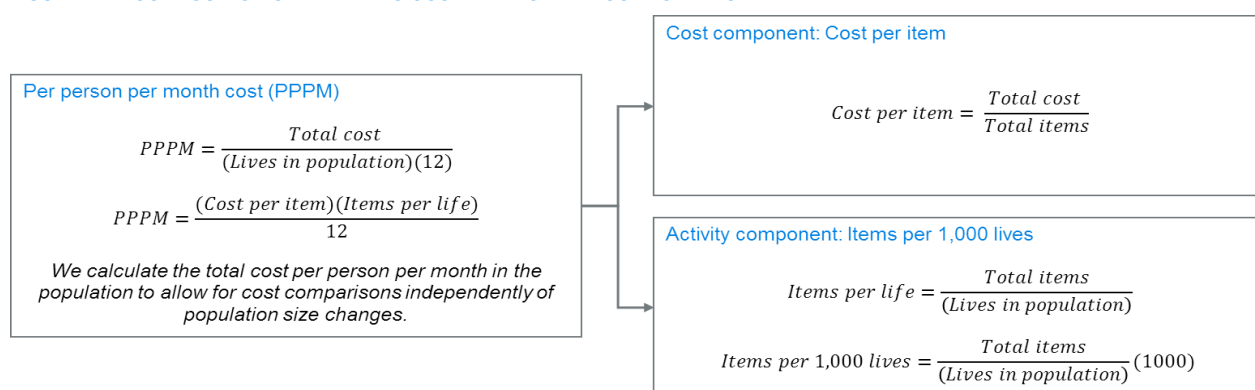 Per person per month cost (PPPM)
PPPM = Total cost / (Lives in population)(12)
PPPM = (Cost per item)(Items per life) / 12
We calculate the total cost per person per month in the
population to allow for cost comparisons independently of
population size changes.
Cost component: Cost per item
Cost per item = Total cost / Total items
Activity component: Items per 1,000 lives
Items per life = Total items / (Lives in population)
Items per 1,000 lives = Total items / (Lives in population) (1000)